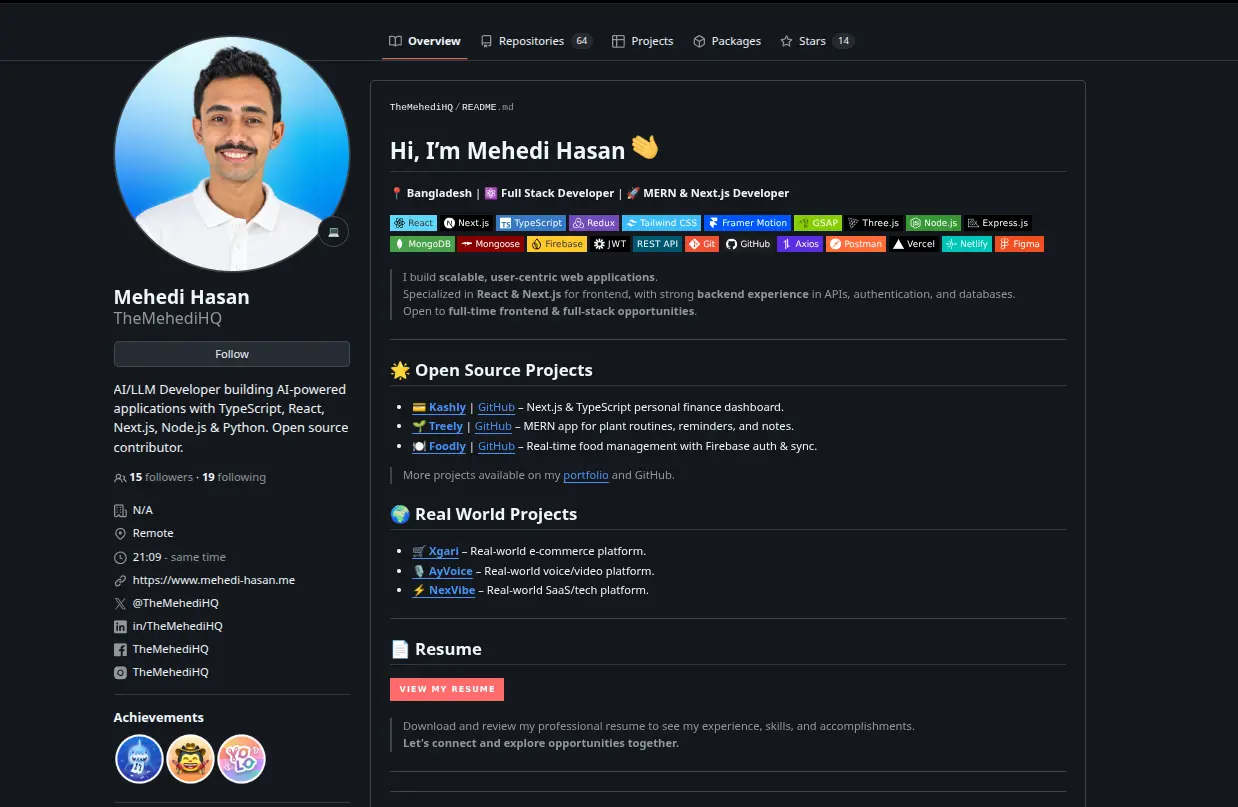 Overview
Repositories 64
Projects
Packages
Stars 14
Mehedi Hasan
TheMehediHQ
Follow
AI/LLM Developer building AI-powered
applications with TypeScript, React,
Next.js, Node.js & Python. Open source
contributor.
15 followers · 19 following
N/A
Remote
21:09 - same time
https://www.mehedi-hasan.me
@TheMehediHQ
in/TheMehediHQ
TheMehediHQ
TheMehediHQ
Achievements
YOLO
TheMehediHQ/README.md
Hi, I’m Mehedi Hasan 👋
📍 Bangladesh | ⚛️ Full Stack Developer | 🚀 MERN & Next.js Developer
React Next.js TypeScript Redux Tailwind CSS Framer Motion GSAP Three.js Node.js Express.js
MongoDB Mongoose Firebase JWT REST API Git GitHub Axios Postman Vercel Netlify Figma
I build scalable, user-centric web applications.
Specialized in React & Next.js for frontend, with strong backend experience in APIs, authentication, and databases.
Open to full-time frontend & full-stack opportunities.
🌟 Open Source Projects
💳 Kashly | GitHub – Next.js & TypeScript personal finance dashboard.
🌱 Treely | GitHub – MERN app for plant routines, reminders, and notes.
🍽️ Foodly | GitHub – Real-time food management with Firebase auth & sync.
More projects available on my portfolio and GitHub.
🌍 Real World Projects
🛒 Xgari – Real-world e-commerce platform.
🎙️ AyVoice – Real-world voice/video platform.
⚡ NexVibe – Real-world SaaS/tech platform.
📄 Resume
VIEW MY RESUME
Download and review my professional resume to see my experience, skills, and accomplishments.
Let's connect and explore opportunities together.